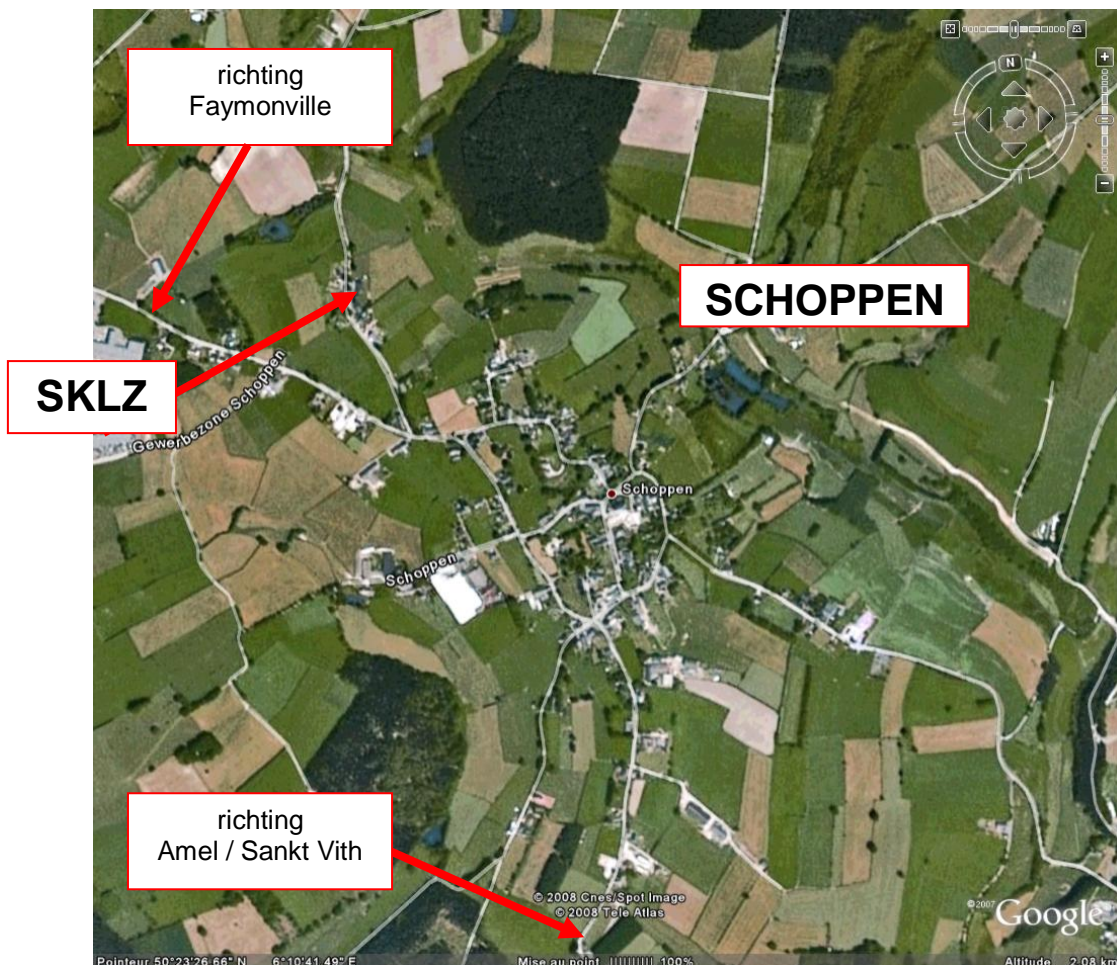 richting
Faymonville
N
SCHOPPEN
SKLZ
Gewerbezone Schoppen
Schoppen
Schoppen
richting
Amel / Sankt Vith
© 2008 Cnes/Spot Image
© 2008 Tele Atlas
©2007 Google
Pointeur 50°23'26.66" N 6°10'41.49" E Mise au point ||||||||| 100% Altitude 2.08 km